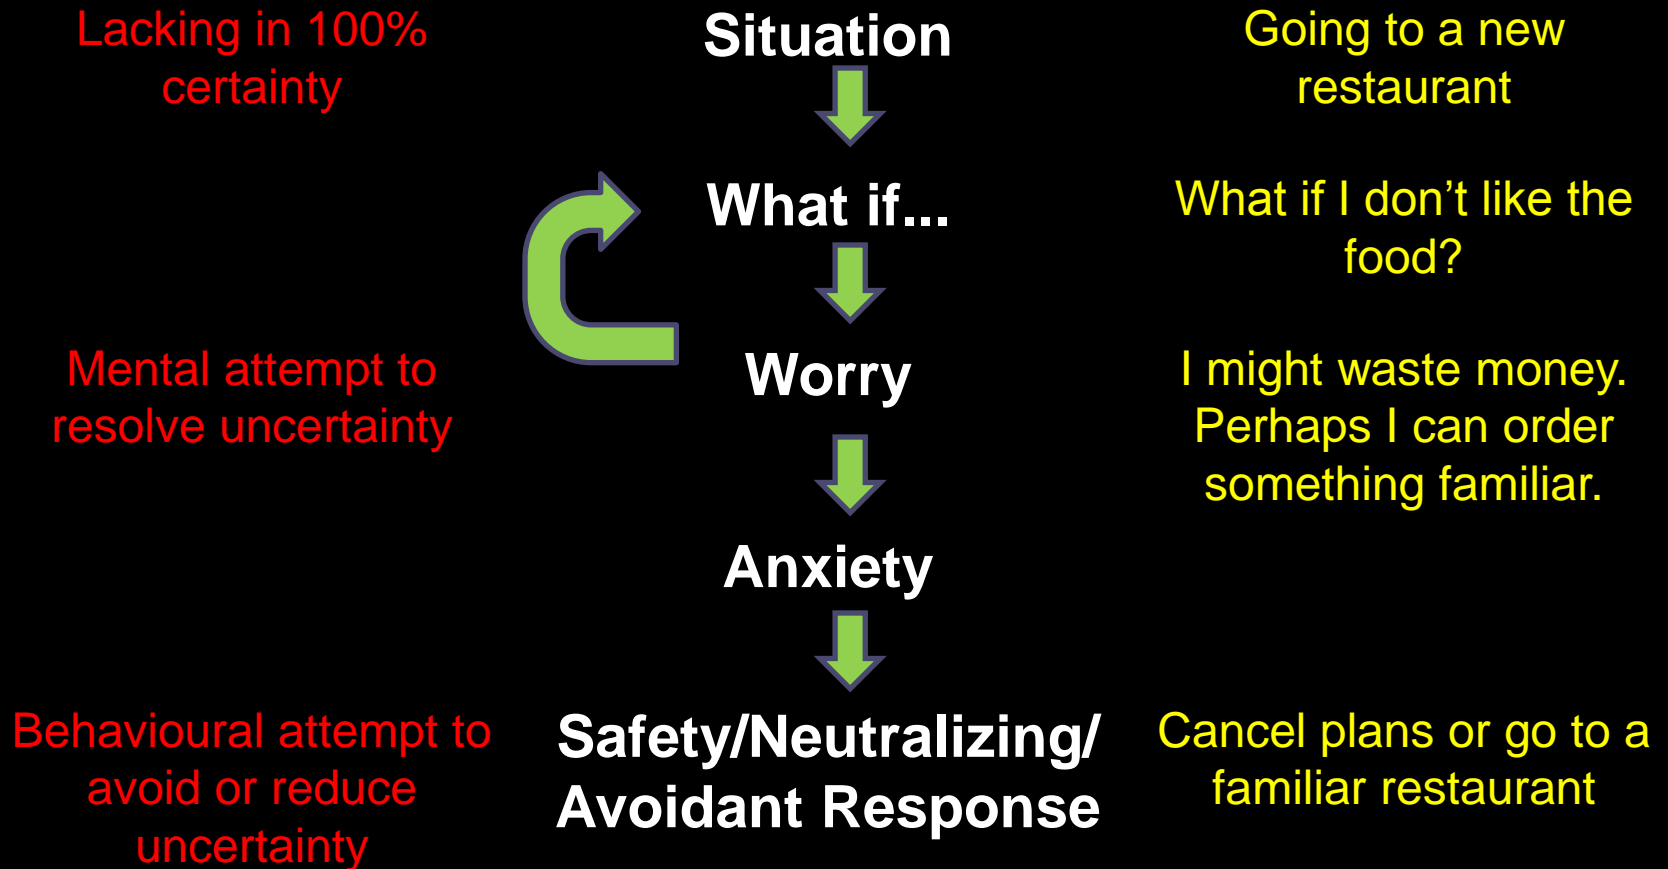 Lacking in 100%
certainty
Situation
Going to a new
restaurant
What if...
What if I don’t like the
food?
Mental attempt to
resolve uncertainty
Worry
I might waste money.
Perhaps I can order
something familiar.
Anxiety
Behavioural attempt to
avoid or reduce
uncertainty
Safety/Neutralizing/
Avoidant Response
Cancel plans or go to a
familiar restaurant